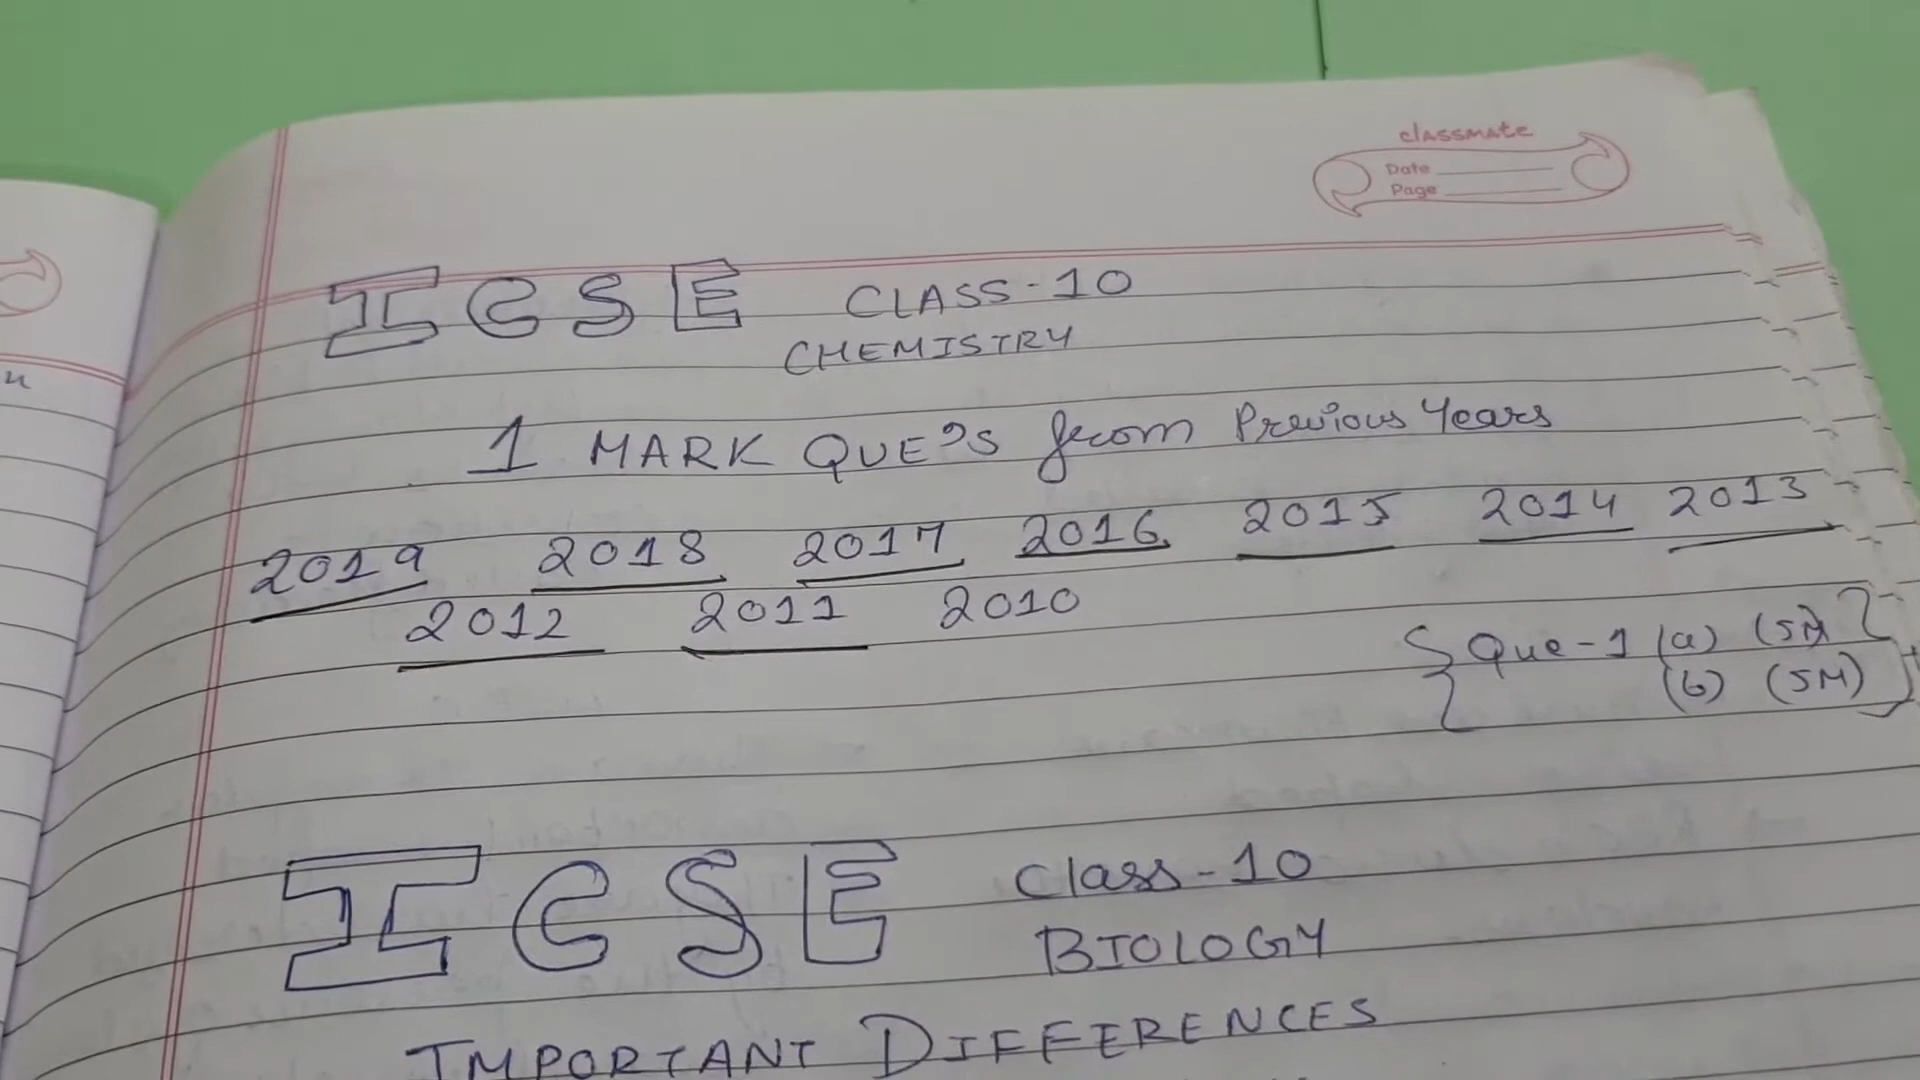 classmate
Date
Page
ICSE CLASS-10
CHEMISTRY
1 MARK QUE'S from Previous Years
2019 2018 2017 2016 2015 2014 2013
2012 2011 2010
{ Que-1 (a) (5M) }
(b) (5M)
ICSE Class-10
BIOLOGY
IMPORTANT DIFFERENCES